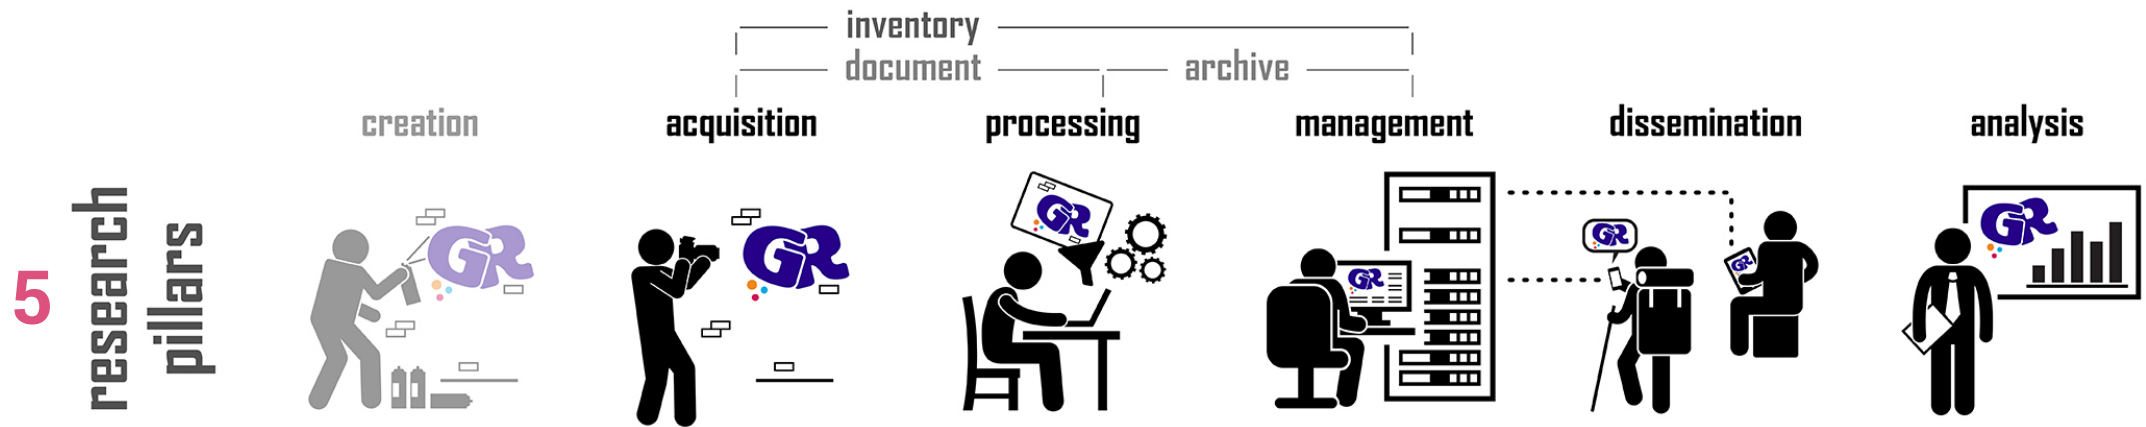 inventory
document archive
creation acquisition processing management dissemination analysis
5 research
pillars
GR GR GR GR GR GR GR